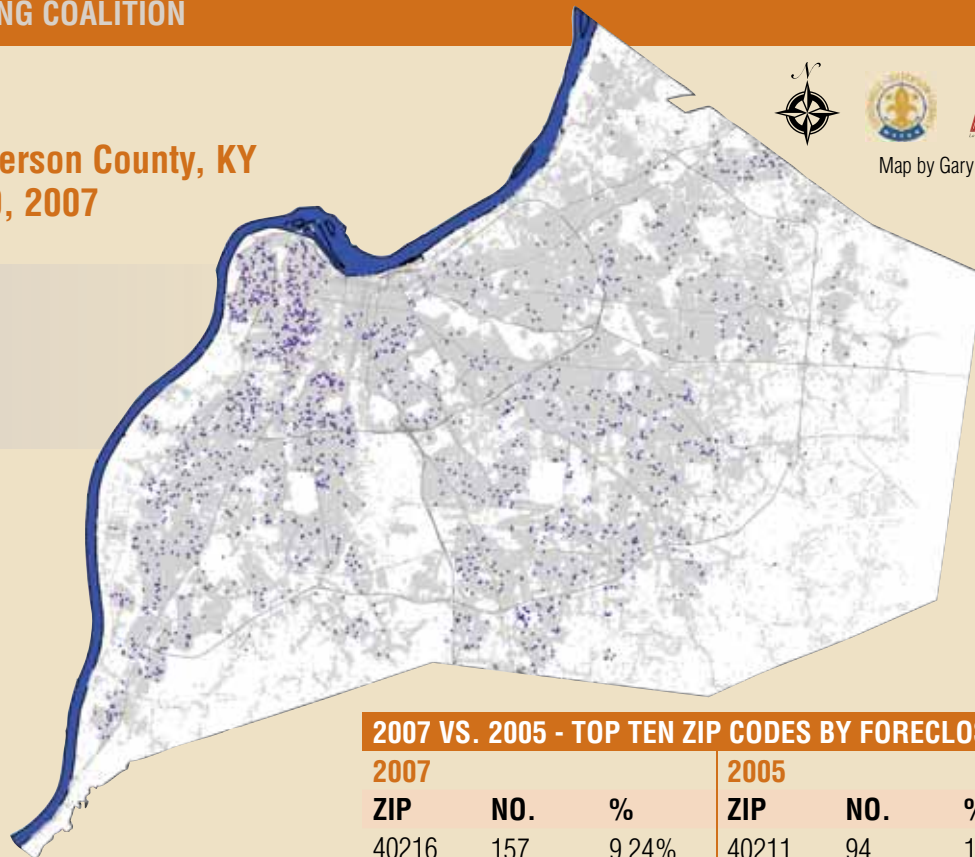 NG COALITION
N
erson County, KY
, 2007
Map by Gary
2007 VS. 2005 - TOP TEN ZIP CODES BY FORECLOS
2007 2005
ZIP NO. % ZIP NO. %
40216 157 9.24% 40211 94 1